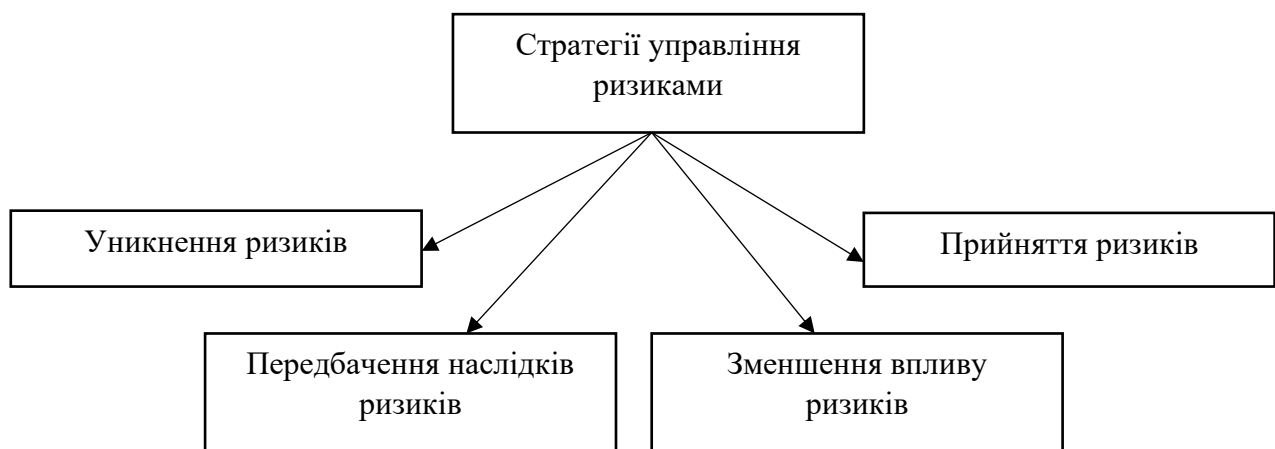 Стратегії управління
ризиками
Уникнення ризиків
Прийняття ризиків
Передбачення наслідків
ризиків
Зменшення впливу
ризиків